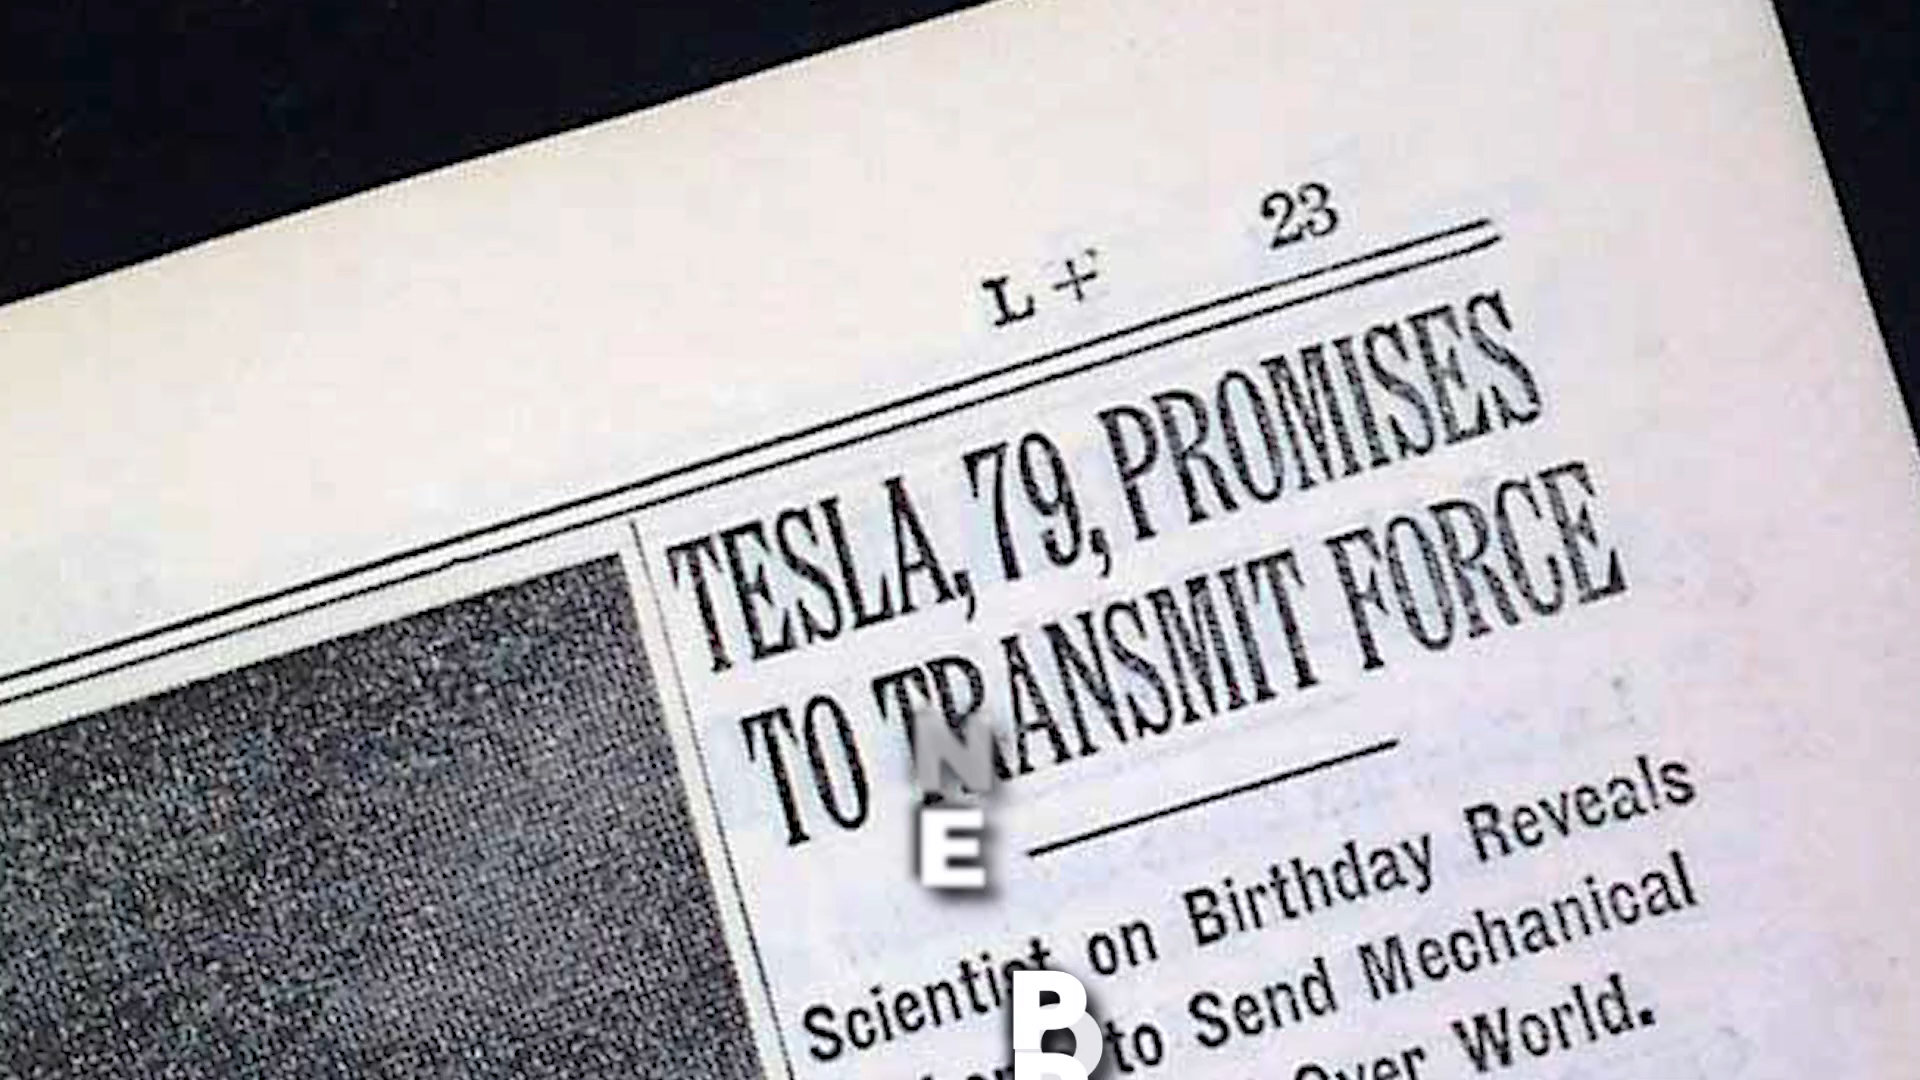 L+ 23
TESLA, 79, PROMISES
TO TRANSMIT FORCE
N
E
Scientist on Birthday Reveals
to Send Mechanical
Over World.
P